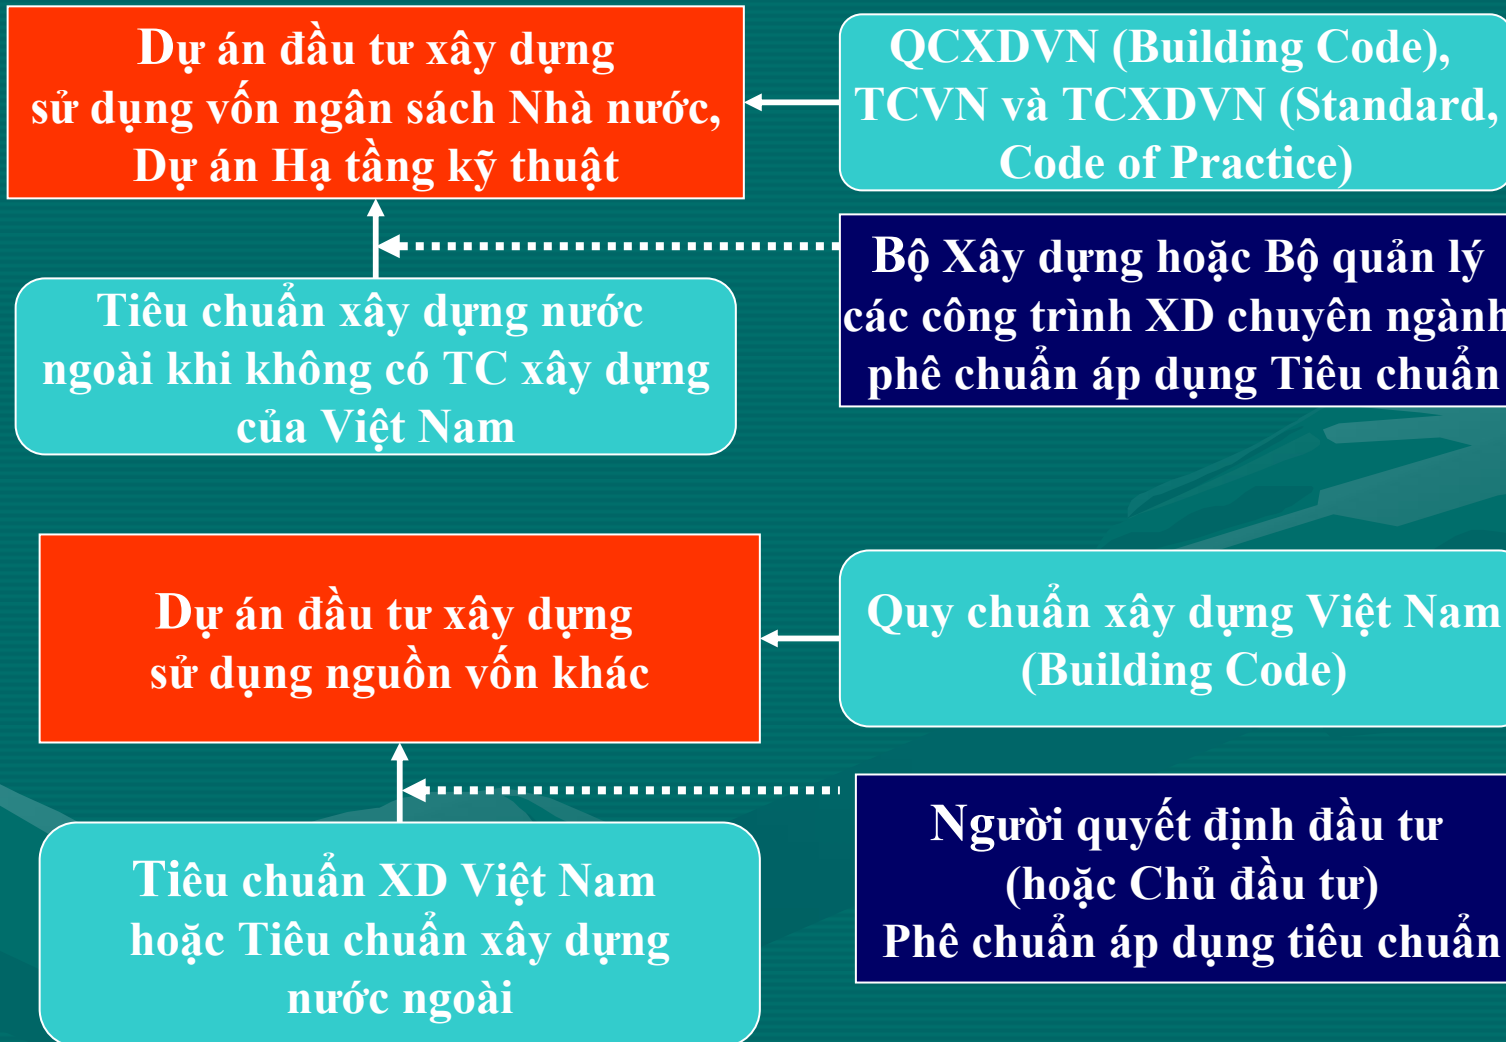 Dự án đầu tư xây dựng
sử dụng vốn ngân sách Nhà nước,
Dự án Hạ tầng kỹ thuật
QCXDVN (Building Code),
TCVN và TCXDVN (Standard,
Code of Practice)
Bộ Xây dựng hoặc Bộ quản lý
các công trình XD chuyên ngành
phê chuẩn áp dụng Tiêu chuẩn
Tiêu chuẩn xây dựng nước
ngoài khi không có TC xây dựng
của Việt Nam
Dự án đầu tư xây dựng
sử dụng nguồn vốn khác
Quy chuẩn xây dựng Việt Nam
(Building Code)
Người quyết định đầu tư
(hoặc Chủ đầu tư)
Phê chuẩn áp dụng tiêu chuẩn
Tiêu chuẩn XD Việt Nam
hoặc Tiêu chuẩn xây dựng
nước ngoài